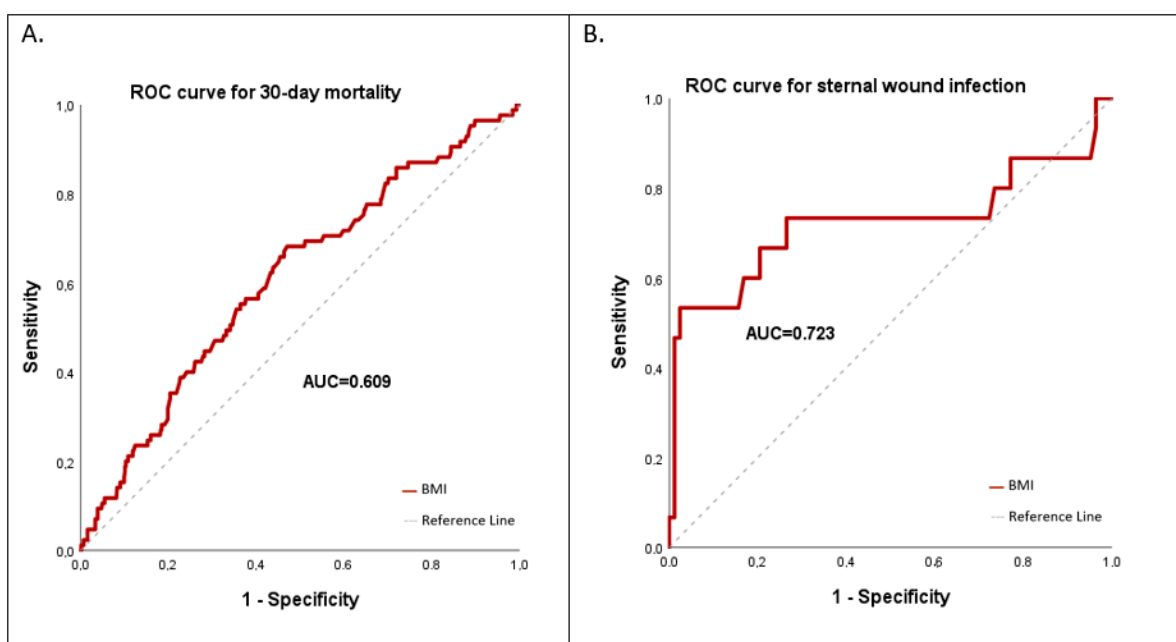 A.
ROC curve for 30-day mortality
1.0
0.8
0.6
0.4
0.2
0.0
Sensitivity
AUC=0.609
BMI
Reference Line
0.0
0,2
0.4
0.6
0.8
1.0
1 - Specificity
B.
ROC curve for sternal wound infection
1.0
0.8
0.6
0.4
0.2
0.0
Sensitivity
AUC=0.723
BMI
Reference Line
0.0
0.2
0.4
0.6
0.8
1.0
1 - Specificity